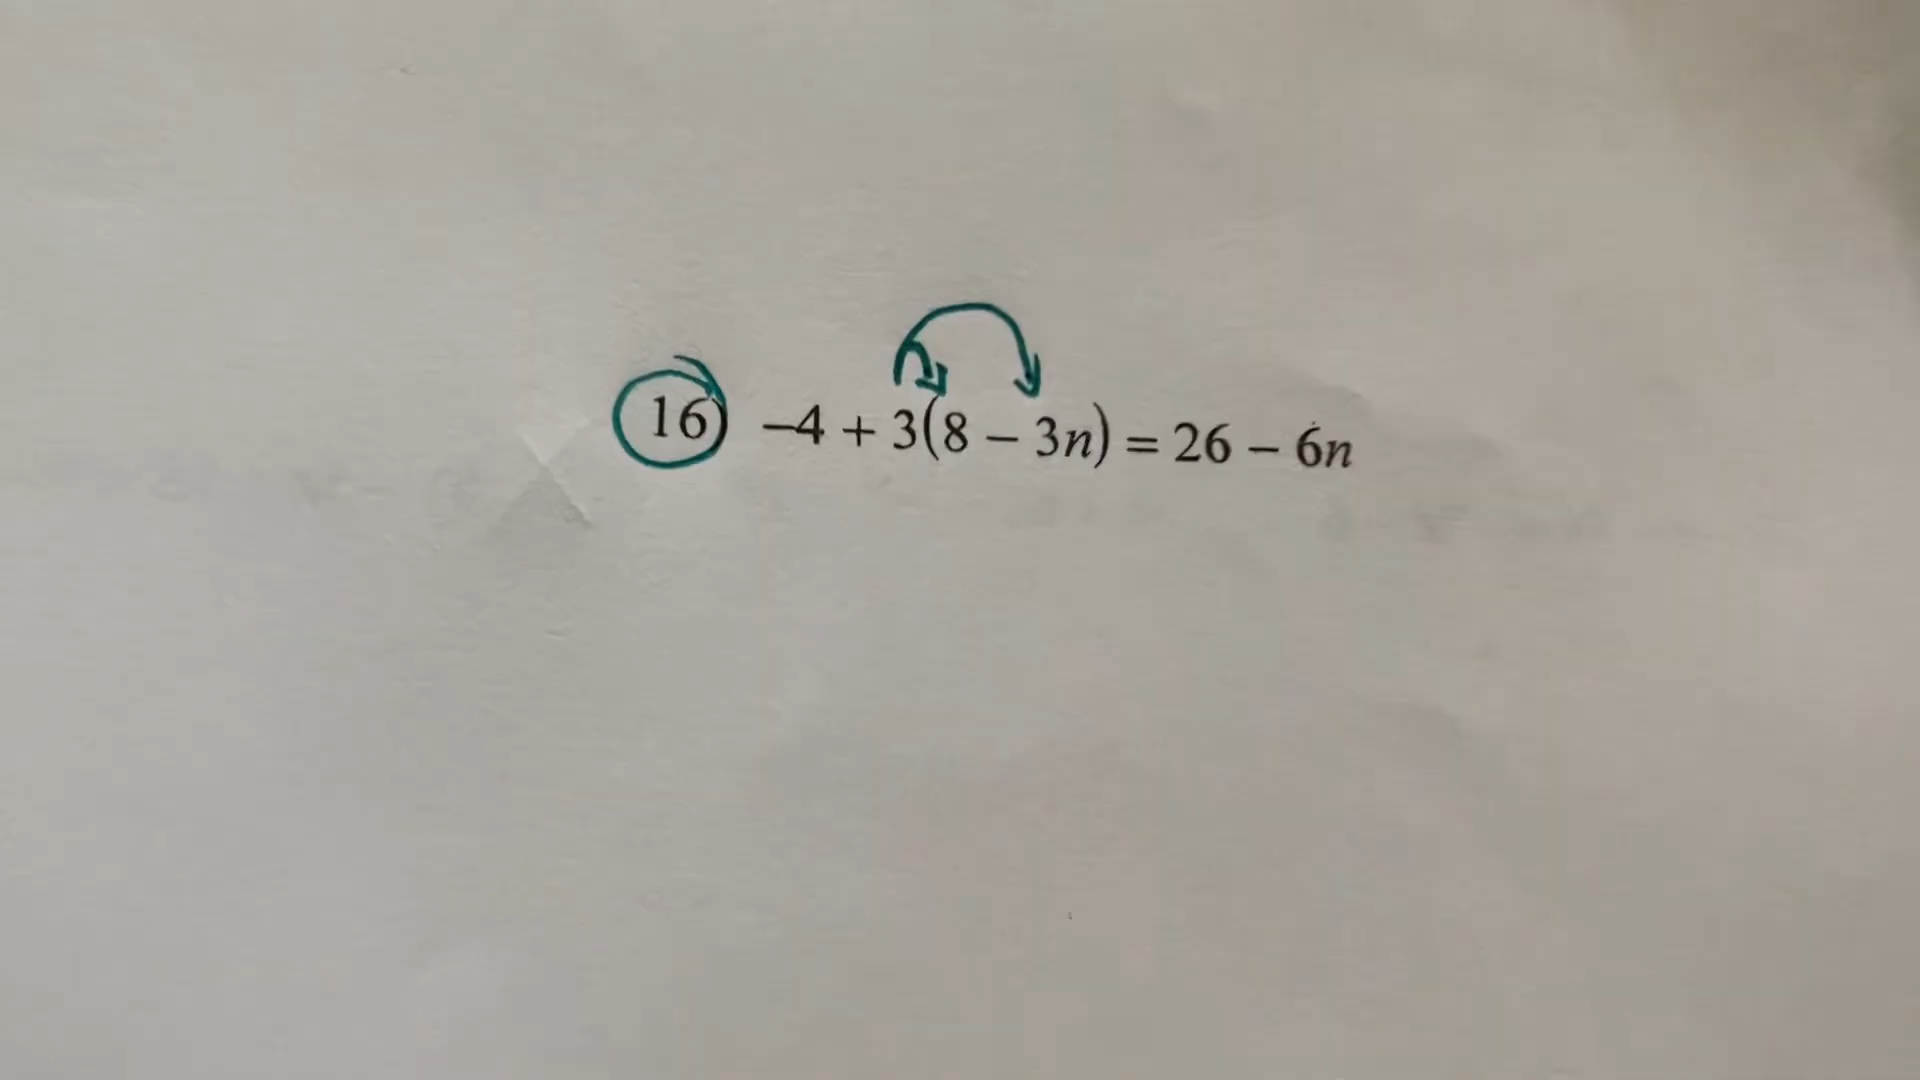 16) –4 + 3(8 – 3n) = 26 – 6n